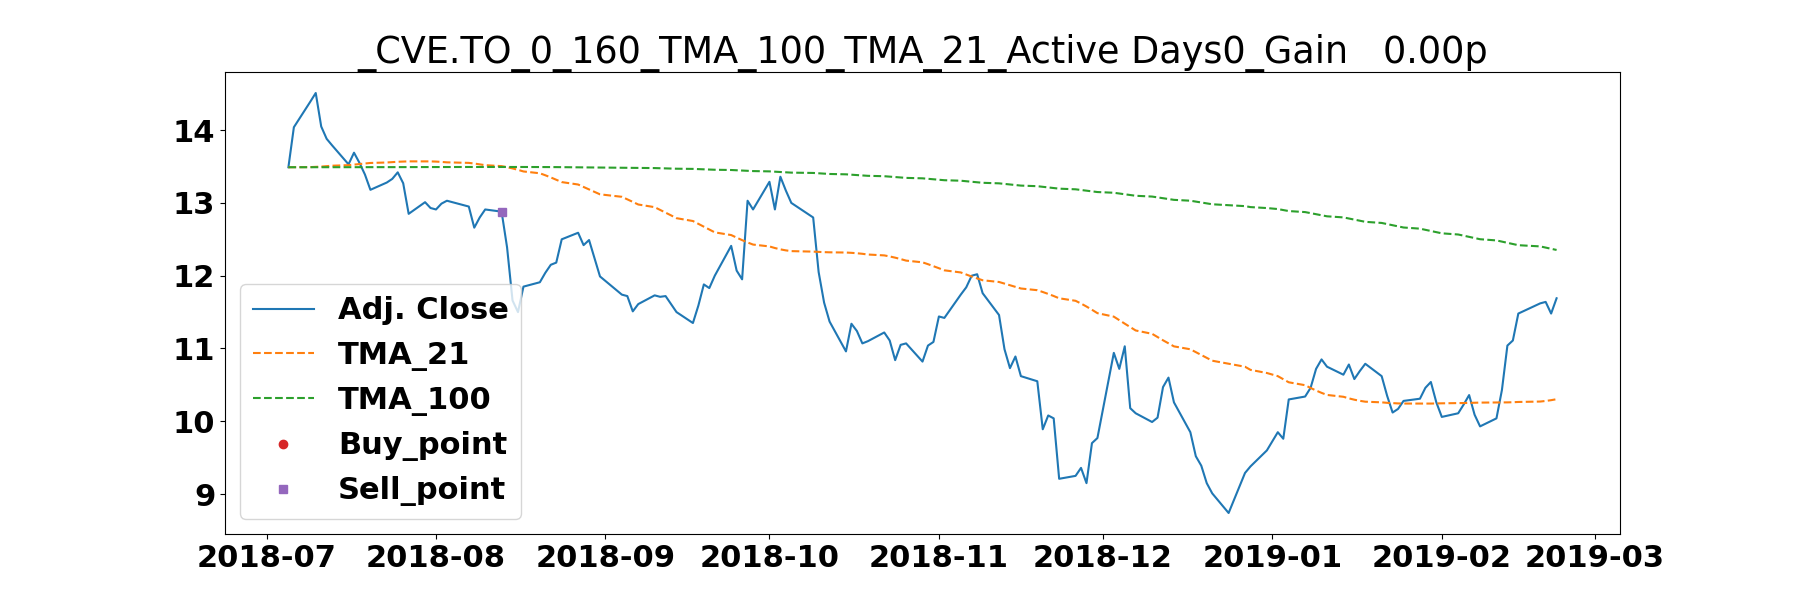 _CVE.TO_0_160_TMA_100_TMA_21_Active Days0_Gain   0.00p
14
13
12
11
10
9
Adj. Close
TMA_21
TMA_100
Buy_point
Sell_point
2018-07 2018-08 2018-09 2018-10 2018-11 2018-12 2019-01 2019-02 2019-03